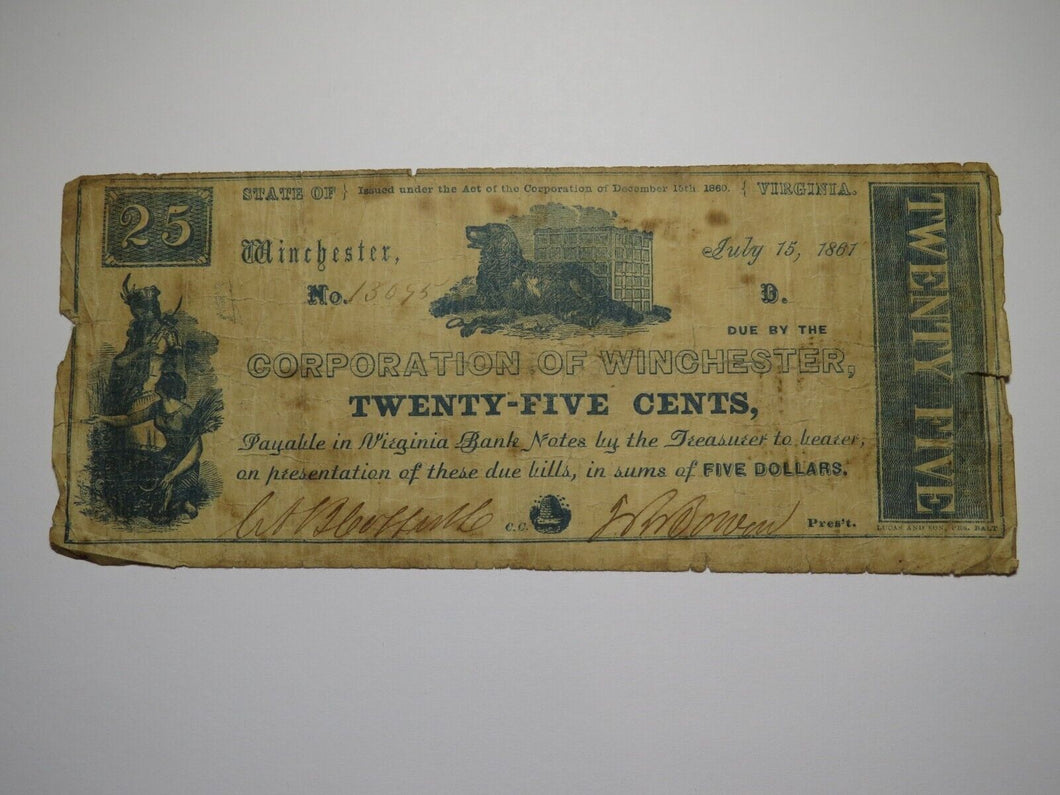 25
STATE OF } Issued under the Act of the Corporation of December 15th 1860. { VIRGINIA.
Winchester, July 15, 1861
No. 13095 D.
DUE BY THE
CORPORATION OF WINCHESTER,
TWENTY-FIVE CENTS,
Payable in Virginia Bank Notes by the Treasurer to bearer,
on presentation of these due bills, in sums of FIVE DOLLARS.
C.C. Pres't.
TWENTY FIVE
LUCAS AND SON, PRS. BALT